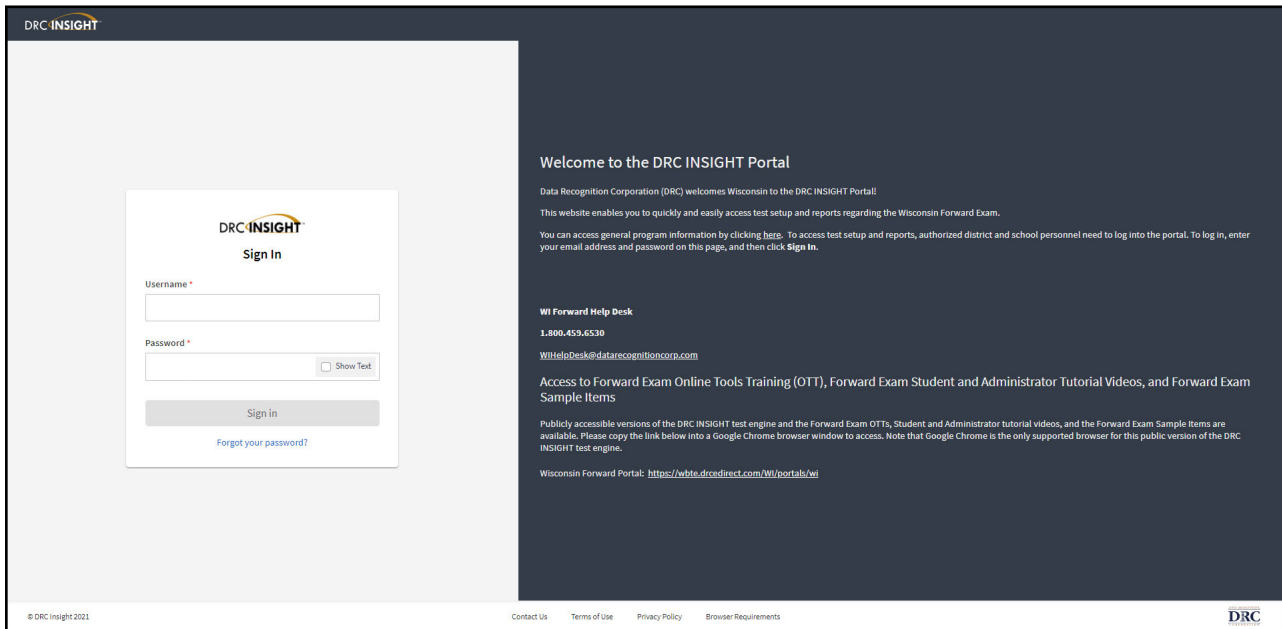 DRC INSIGHT
DRC INSIGHT
Sign In
Username *
Password *
Show Text
Sign in
Forgot your password?
Welcome to the DRC INSIGHT Portal
Data Recognition Corporation (DRC) welcomes Wisconsin to the DRC INSIGHT Portal!
This website enables you to quickly and easily access test setup and reports regarding the Wisconsin Forward Exam.
You can access general program information by clicking here. To access test setup and reports, authorized district and school personnel need to log into the portal. To log in, enter
your email address and password on this page, and then click Sign In.
WI Forward Help Desk
1.800.459.6530
WIHelpDesk@datarecognitioncorp.com
Access to Forward Exam Online Tools Training (OTT), Forward Exam Student and Administrator Tutorial Videos, and Forward Exam
Sample Items
Publicly accessible versions of the DRC INSIGHT test engine and the Forward Exam OTTs, Student and Administrator tutorial videos, and the Forward Exam Sample Items are
available. Please copy the link below into a Google Chrome browser window to access. Note that Google Chrome is the only supported browser for this public version of the DRC
INSIGHT test engine.
Wisconsin Forward Portal: https://wbte.drcedirect.com/WI/portals/wi
© DRC Insight 2021
Contact Us Terms of Use Privacy Policy Browser Requirements
DRC